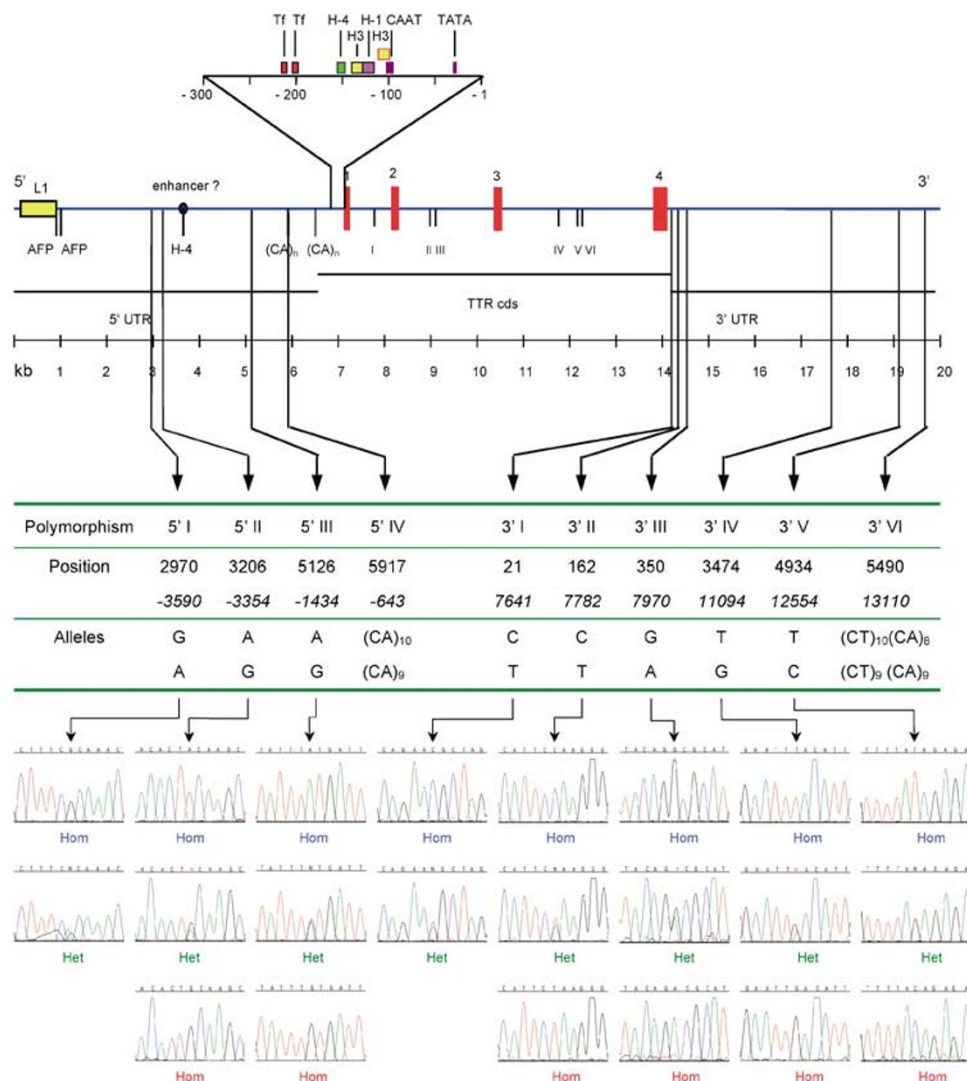 Tf Tf H-4 H-1 CAAT TATA
H3 H3
- 300 - 200 - 100 - 1
5' 3'
L1 enhancer ? 1 2 3 4
AFP AFP H-4 (CA)n (CA)n I II III IV V VI
TTR cds
5' UTR 3' UTR
kb 1 2 3 4 5 6 7 8 9 10 11 12 13 14 15 16 17 18 19 20
Polymorphism 5' I 5' II 5' III 5' IV 3' I 3' II 3' III 3' IV 3' V 3' VI
Position 2970 3206 5126 5917 21 162 350 3474 4934 5490
-3590 -3354 -1434 -643 7641 7782 7970 11094 12554 13110
Alleles G A A (CA)10 C C G T T (CT)10(CA)8
A G G (CA)9 T T A G C (CT)9 (CA)9
Hom Hom Hom Hom Hom Hom Hom Hom
Het Het Het Het Het Het Het Het
A C A C T G C A A G C T A T T T T G T G A T T C A T T C T A A G G G
Hom Hom Hom Hom Hom Hom